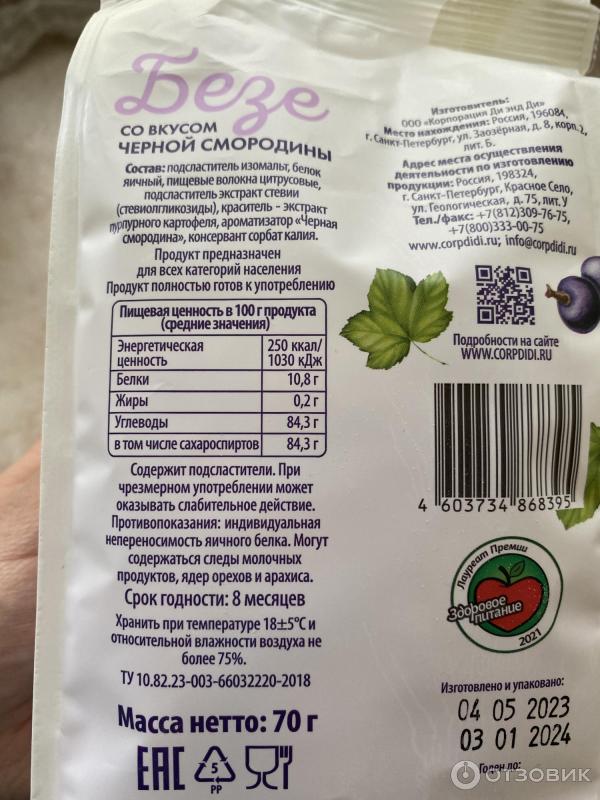 Безе
СО ВКУСОМ
ЧЕРНОЙ СМОРОДИНЫ
Состав: подсластитель изомальт, белок
яичный, пищевые волокна цитрусовые,
подсластитель экстракт стевии
(стевиолгликозиды), краситель - экстракт
пурпурного картофеля, ароматизатор «Черная
смородина», консервант сорбат калия.
Продукт предназначен
для всех категорий населения
Продукт полностью готов к употреблению
Пищевая ценность в 100 г продукта
(средние значения)
Энергетическая ценность 250 ккал/
1030 кДж
Белки 10,8 г
Жиры 0,2 г
Углеводы 84,3 г
в том числе сахароспиртов 84,3 г
Содержит подсластители. При
чрезмерном употреблении может
оказывать слабительное действие.
Противопоказания: индивидуальная
непереносимость яичного белка. Могут
содержаться следы молочных
продуктов, ядер орехов и арахиса.
Срок годности: 8 месяцев
Хранить при температуре 18±5°С и
относительной влажности воздуха не
более 75%.
ТУ 10.82.23-003-66032220-2018
Масса нетто: 70 г
EAC
5
PP
Изготовитель:
ООО «Корпорация Ди энд Ди»
Место нахождения: Россия, 196084,
г. Санкт-Петербург, ул. Заозёрная, д. 8, корп.2,
лит. Б.
Адрес места осуществления
деятельности по изготовлению
продукции: Россия, 198324,
г. Санкт-Петербург, Красное Село,
ул. Геологическая, д. 75, лит. У
Тел./факс: +7(812)309-76-75,
+7(800)333-00-75
www.corpdidi.ru; info@corpdidi.ru
Подробности на сайте
WWW.CORPDIDI.RU
4 603734 868395
Лауреат Премии
Здоровое
питание
2021
Изготовлено и упаковано:
04 05 2023
03 01 2024
Годен до:
ОТЗОВИК